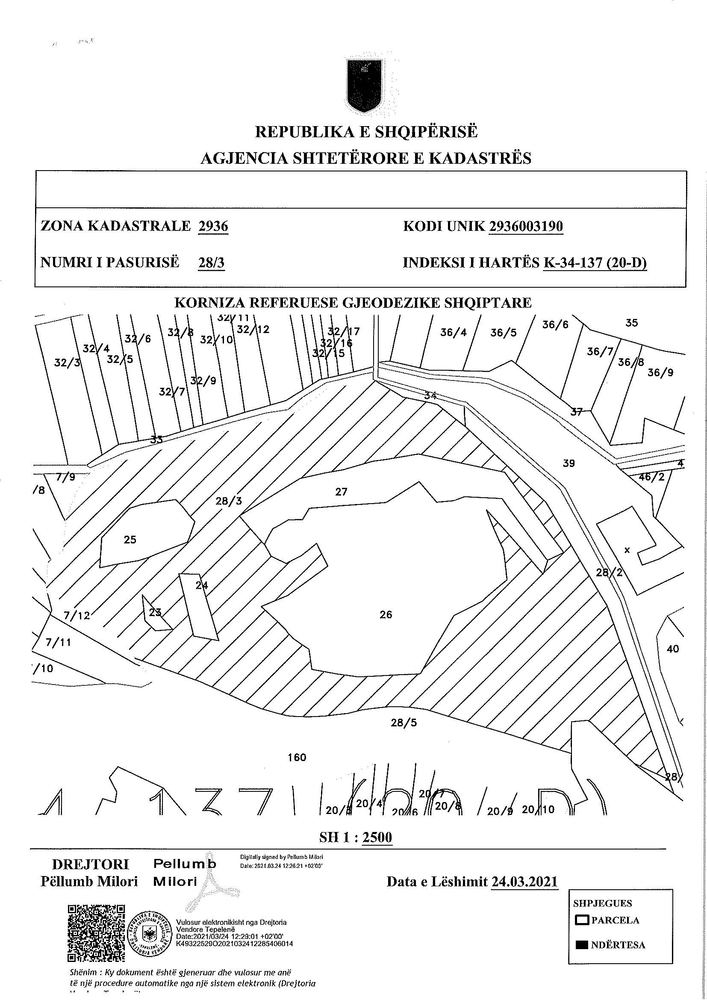 REPUBLIKA E SHQIPËRISË
AGJENCIA SHTETËRORE E KADASTRËS
ZONA KADASTRALE 2936
KODI UNIK 2936003190
NUMRI I PASURISË 28/3
INDEKSI I HARTËS K-34-137 (20-D)
KORNIZA REFERUESE GJEODEZIKE SHQIPTARE
32/11
32/12
32/17
36/4
36/5
36/6
35
32/8
32/6
32/10
32/16
32/4
32/15
36/7
32/3
32/5
36/8
36/9
32/9
32/7
34
37
33
39
4
7/9
46/2
/8
27
28/3
25
x
28/2
24
23
26
7/12
7/11
40
/10
28/5
160
28/
20/7
20/4
20/8
20/6
20/9
20/10
137
SH 1 : 2500
DREJTORI
Pëllumb Milori
Pellumb
Milori
Digitally signed by Pellumb Milori
Date: 2021.03.24 12:26:21 +02'00'
Data e Lëshimit 24.03.2021
SHPJEGUES
PARCELA
NDËRTESA
Vulosur elektronikisht nga Drejtoria
Vendore Tepelenë
Date:2021/03/24 12:29:01 +02'00'
K49322529O2021032412285406014
Shënim : Ky dokument është gjeneruar dhe vulosur me anë
të një procedure automatike nga një sistem elektronik (Drejtoria